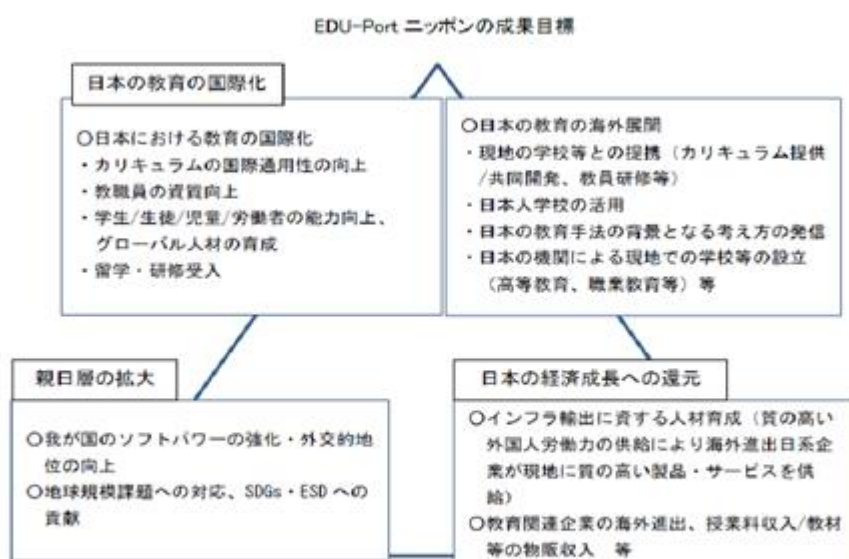 EDU-Port ニッポンの成果目標
日本の教育の国際化
〇日本における教育の国際化
・カリキュラムの国際通用性の向上
・教職員の資質向上
・学生/生徒/児童/労働者の能力向上、
グローバル人材の育成
・留学・研修受入
〇日本の教育の海外展開
・現地の学校等との提携（カリキュラム提供
/共同開発、教員研修等）
・日本人学校の活用
・日本の教育手法の背景となる考え方の発信
・日本の機関による現地での学校等の設立
（高等教育、職業教育等）等
親日層の拡大
〇我が国のソフトパワーの強化・外交的地
位の向上
〇地球規模課題への対応、SDGs・ESD への
貢献
日本の経済成長への還元
〇インフラ輸出に資する人材育成（質の高い
外国人労働力の供給により海外進出日系企
業が現地に質の高い製品・サービスを供
給）
〇教育関連企業の海外進出、授業料収入/教材
等の物販収入　等